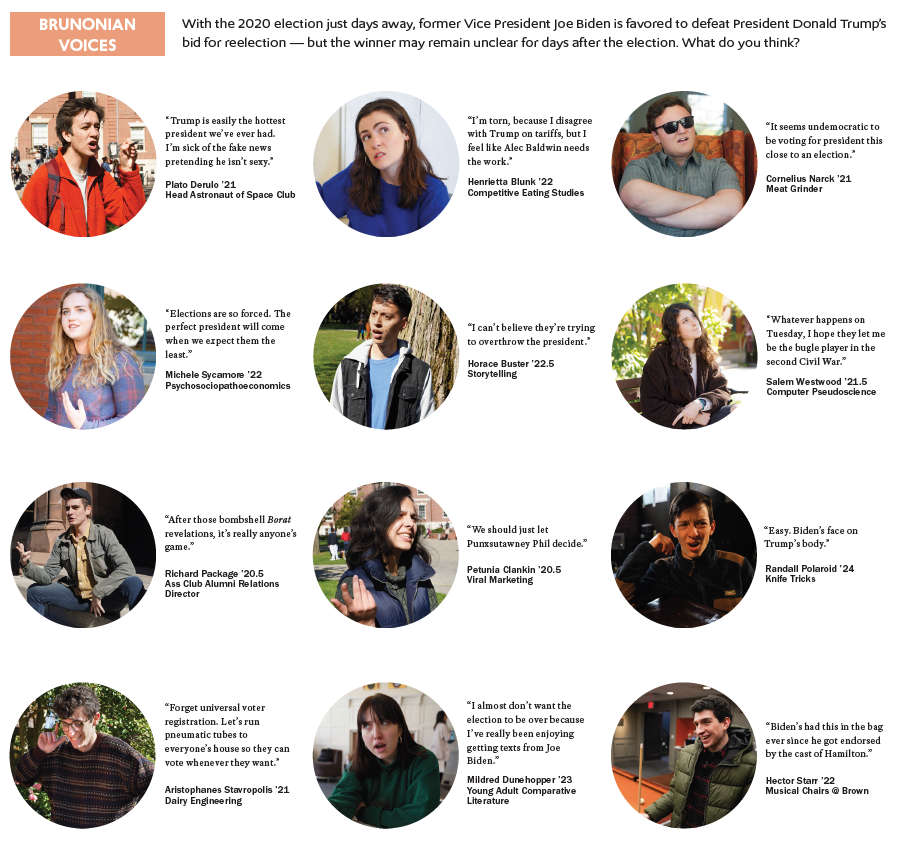 BRUNONIAN
VOICES
With the 2020 election just days away, former Vice President Joe Biden is favored to defeat President Donald Trump's
bid for reelection — but the winner may remain unclear for days after the election. What do you think?
“Trump is easily the hottest
president we've ever had.
I'm sick of the fake news
pretending he isn't sexy.”
Plato Derulo '21
Head Astronaut of Space Club
“I'm torn, because I disagree
with Trump on tariffs, but I
feel like Alec Baldwin needs
the work.”
Henrietta Blunk '22
Competitive Eating Studies
“It seems undemocratic to
be voting for president this
close to an election.”
Cornelius Narck '21
Meat Grinder
“Elections are so forced. The
perfect president will come
when we expect them the
least.”
Michele Sycamore '22
Psychosociopathoeconomics
“I can't believe they're trying
to overthrow the president.”
Horace Buster '22.5
Storytelling
“Whatever happens on
Tuesday, I hope they let me
be the bugle player in the
second Civil War.”
Salem Westwood '21.5
Computer Pseudoscience
“After those bombshell Borat
revelations, it's really anyone's
game.”
Richard Package '20.5
Ass Club Alumni Relations
Director
“We should just let
Punxsutawney Phil decide.”
Petunia Clankin '20.5
Viral Marketing
“Easy. Biden's face on
Trump's body.”
Randall Polaroid '24
Knife Tricks
“Forget universal voter
registration. Let's run
pneumatic tubes to
everyone's house so they can
vote whenever they want.”
Aristophanes Stavropolis '21
Dairy Engineering
“I almost don't want the
election to be over because
I've really been enjoying
getting texts from Joe
Biden.”
Mildred Dunehopper '23
Young Adult Comparative
Literature
“Biden's had this in the bag
ever since he got endorsed
by the cast of Hamilton.”
Hector Starr '22
Musical Chairs @ Brown